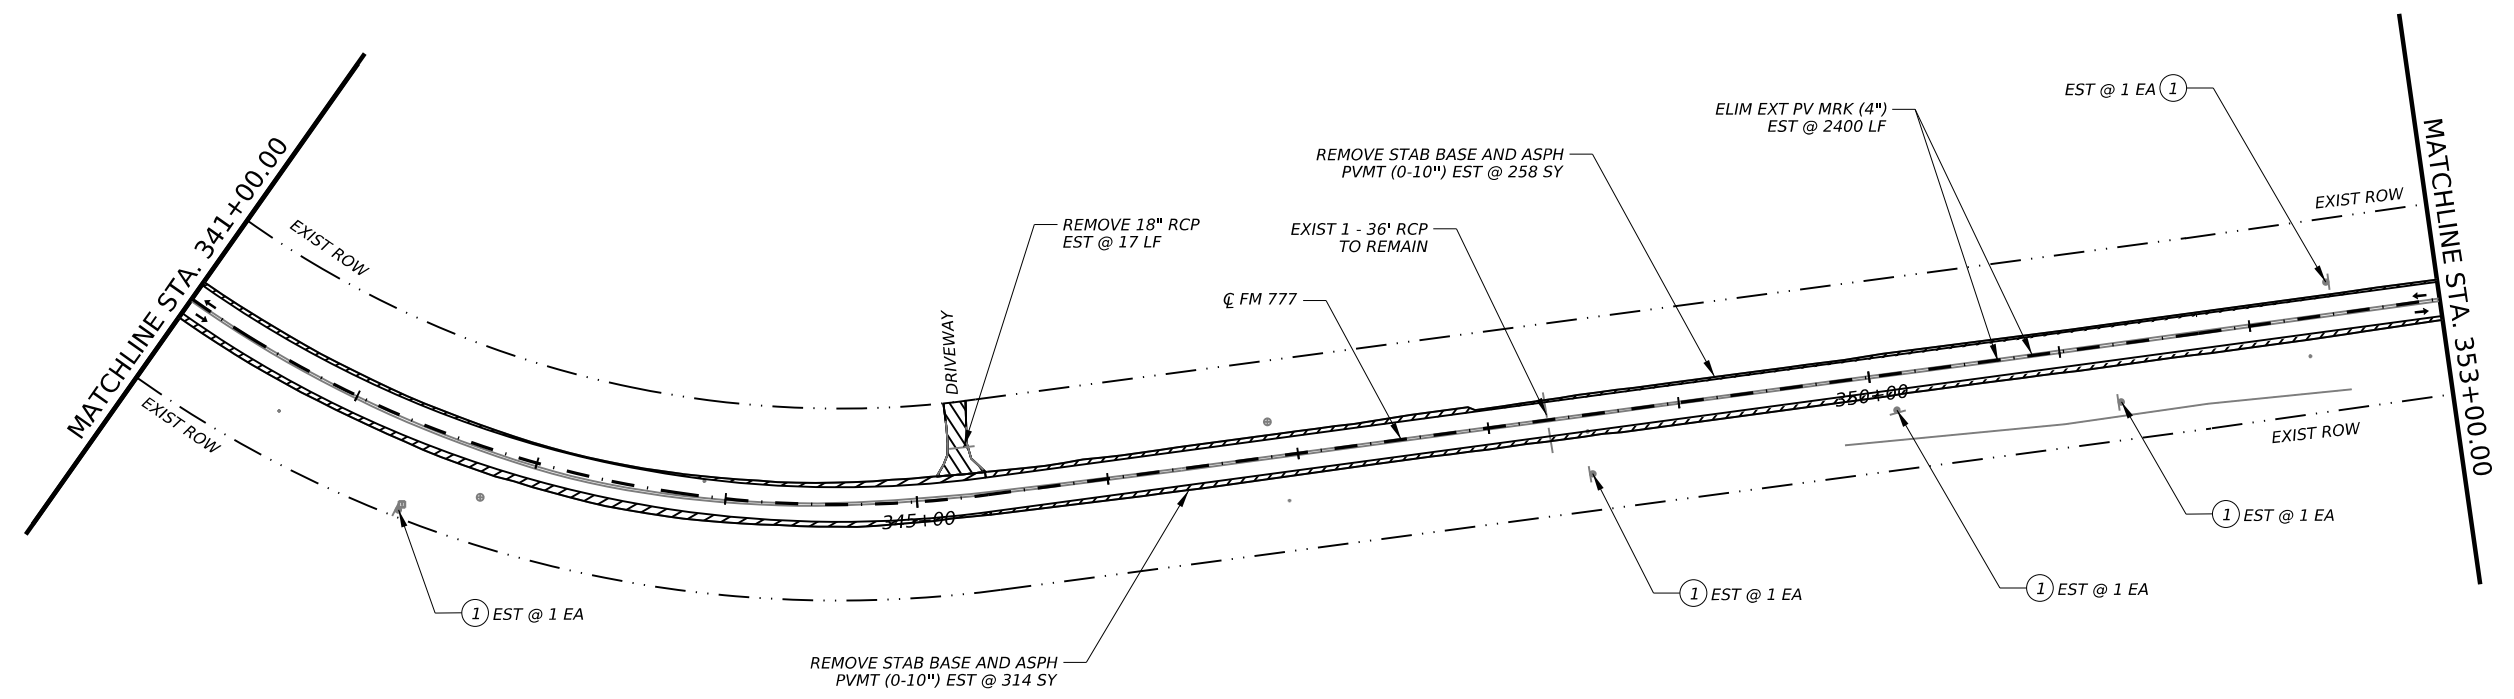 MATCHLINE STA. 341+00.00
EXIST ROW
EXIST ROW
1 EST @ 1 EA
345+00
DRIVEWAY
REMOVE 18" RCP
EST @ 17 LF
REMOVE STAB BASE AND ASPH
PVMT (0-10") EST @ 314 SY
℄ FM 777
EXIST 1 - 36' RCP
TO REMAIN
REMOVE STAB BASE AND ASPH
PVMT (0-10") EST @ 258 SY
ELIM EXT PV MRK (4")
EST @ 2400 LF
EST @ 1 EA 1
350+00
1 EST @ 1 EA
1 EST @ 1 EA
1 EST @ 1 EA
EXIST ROW
EXIST ROW
MATCHLINE STA. 353+00.00